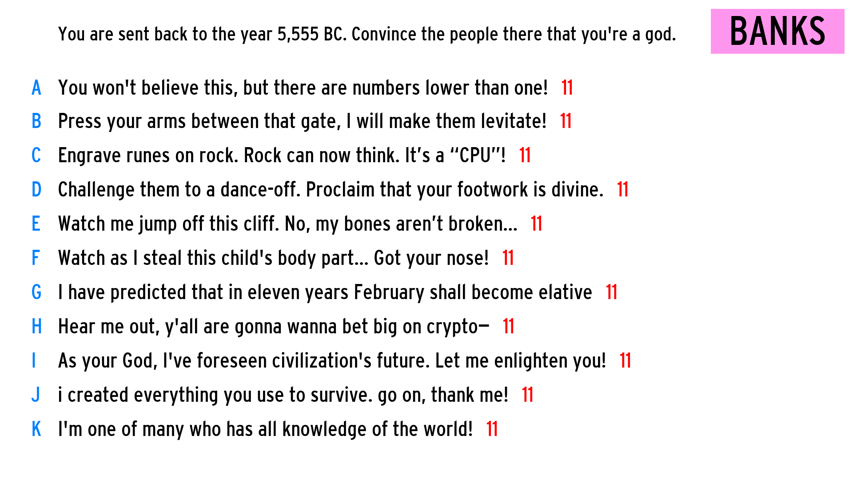 You are sent back to the year 5,555 BC. Convince the people there that you're a god.
BANKS
A You won't believe this, but there are numbers lower than one! 11
B Press your arms between that gate, I will make them levitate! 11
C Engrave runes on rock. Rock can now think. It's a “CPU”! 11
D Challenge them to a dance-off. Proclaim that your footwork is divine. 11
E Watch me jump off this cliff. No, my bones aren't broken... 11
F Watch as I steal this child's body part... Got your nose! 11
G I have predicted that in eleven years February shall become elative 11
H Hear me out, y'all are gonna wanna bet big on crypto— 11
I As your God, I've foreseen civilization's future. Let me enlighten you! 11
J i created everything you use to survive. go on, thank me! 11
K I'm one of many who has all knowledge of the world! 11